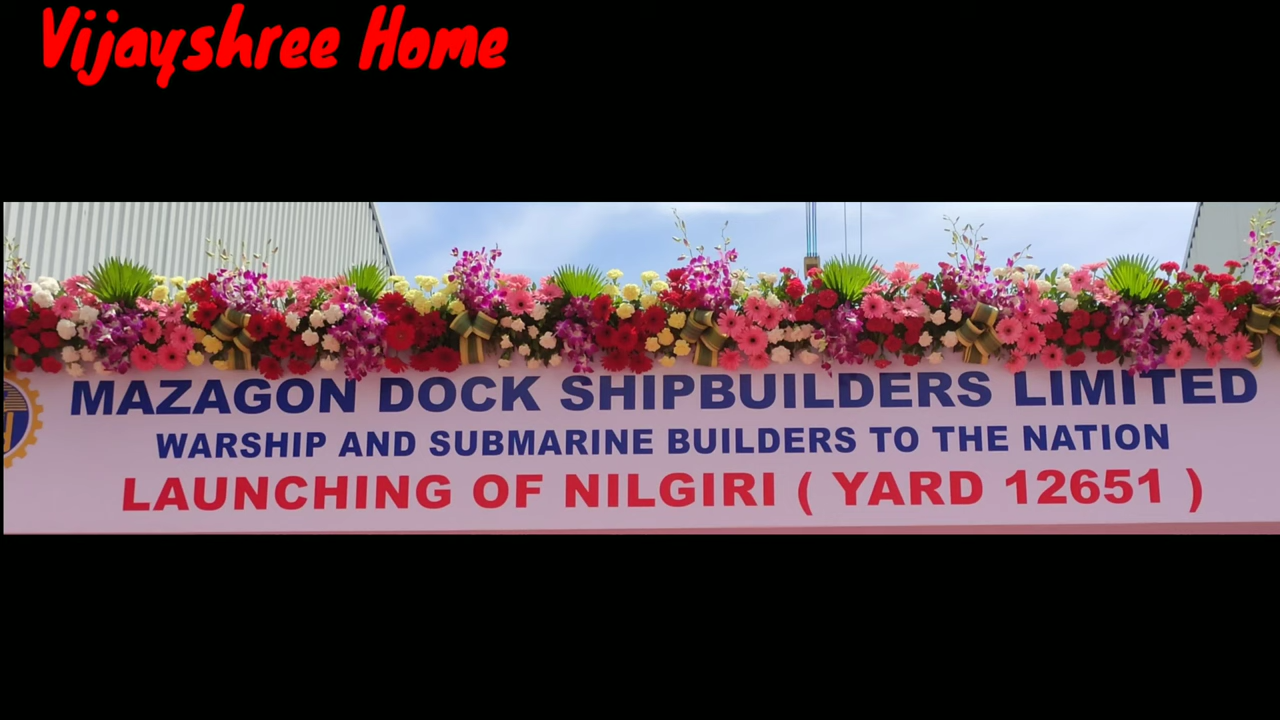 Vijayshree Home
MAZAGON DOCK SHIPBUILDERS LIMITED
WARSHIP AND SUBMARINE BUILDERS TO THE NATION
LAUNCHING OF NILGIRI ( YARD 12651 )